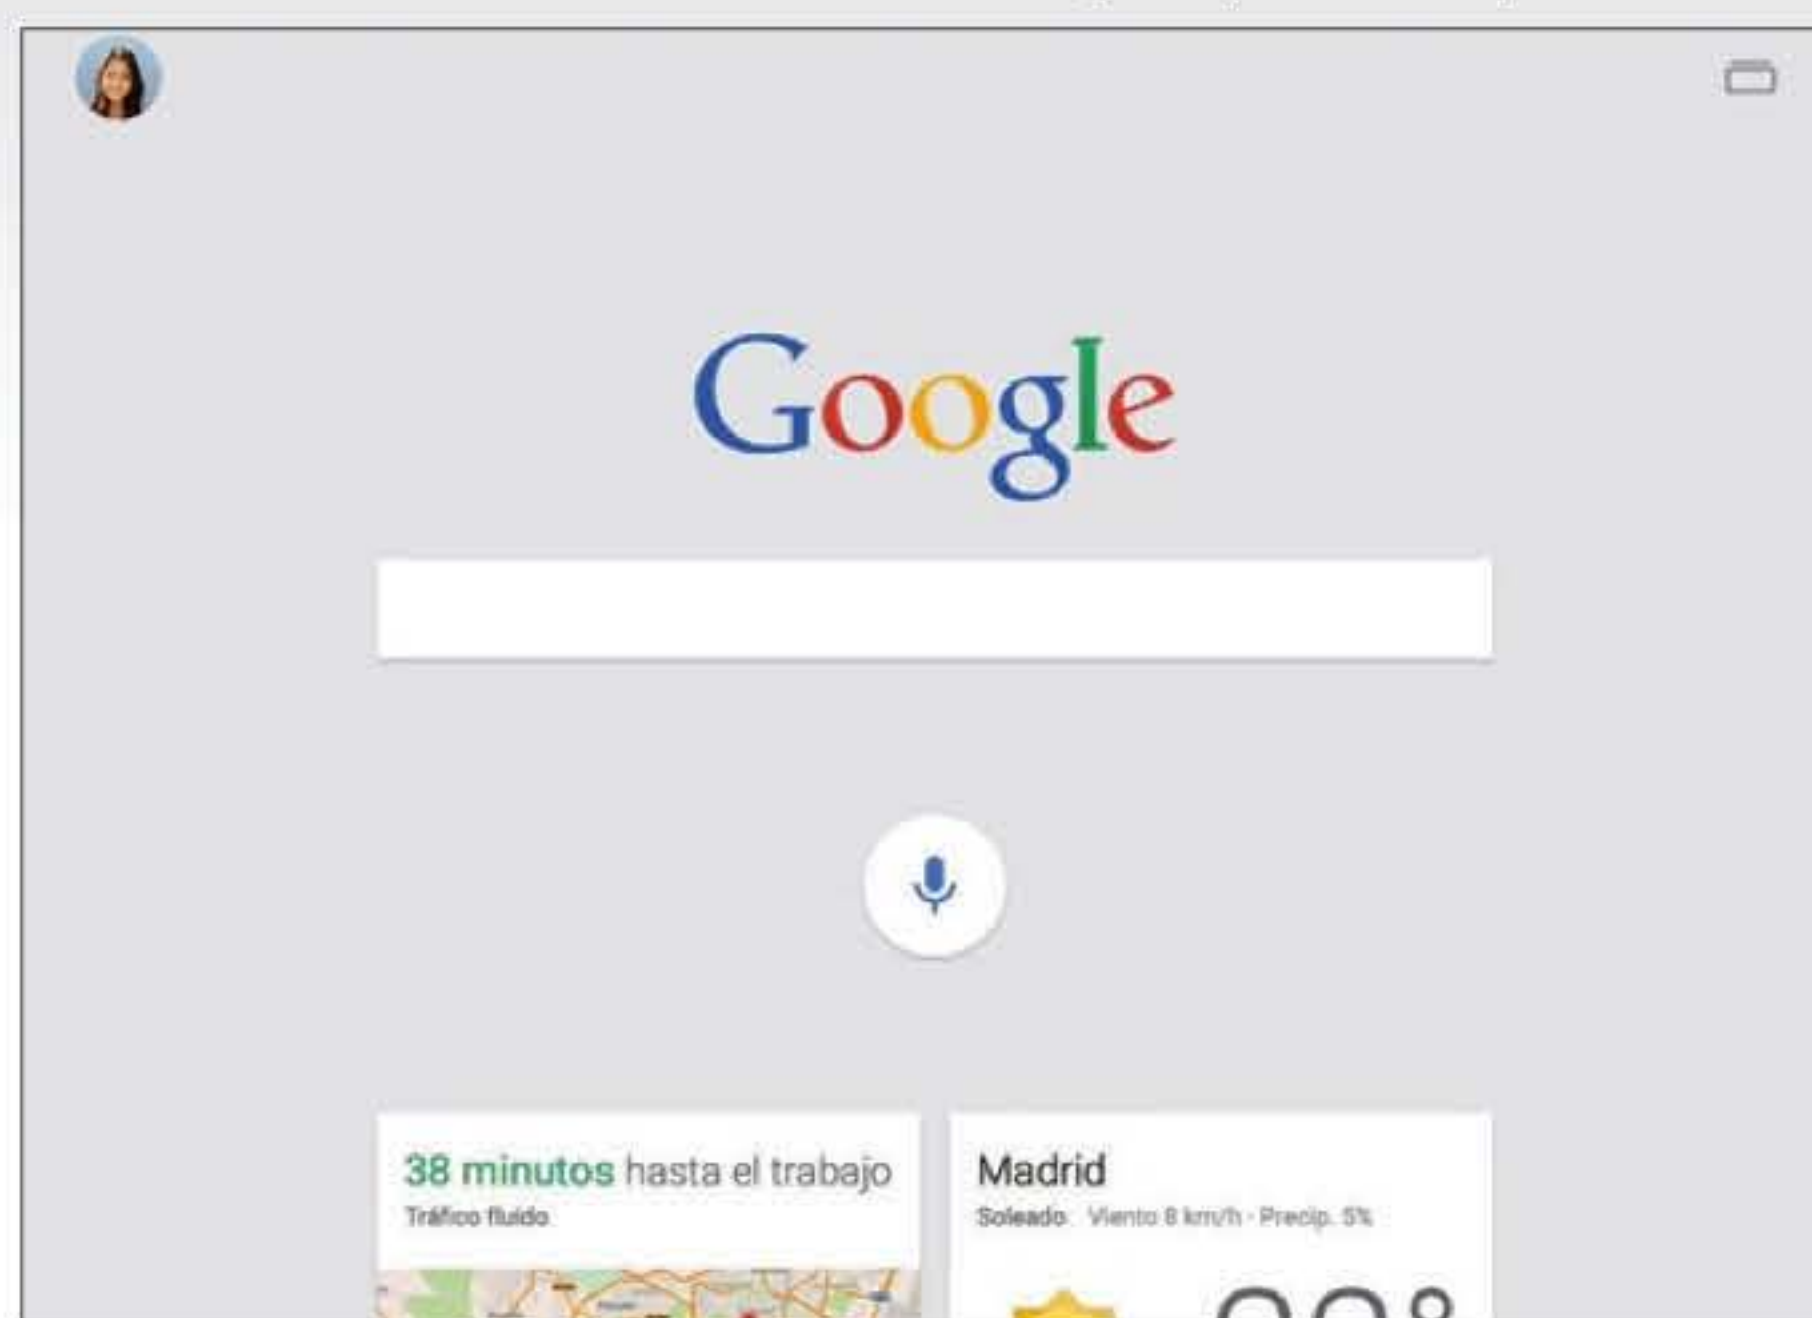 Google
38 minutos hasta el trabajo
Tráfico fluido
Madrid
Soleado Viento 8 km/h · Precip. 5%